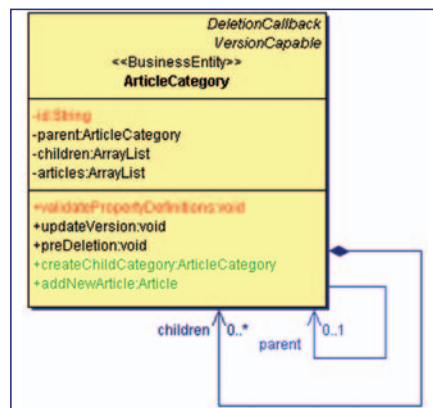 DeletionCallback
VersionCapable
<<BusinessEntity>>
ArticleCategory
-id:String
-parent:ArticleCategory
-children:ArrayList
-articles:ArrayList
+validatePropertyDefinitions:void
+updateVersion:void
+preDeletion:void
+createChildCategory:ArticleCategory
+addNewArticle:Article
children 0..*
0..1
parent